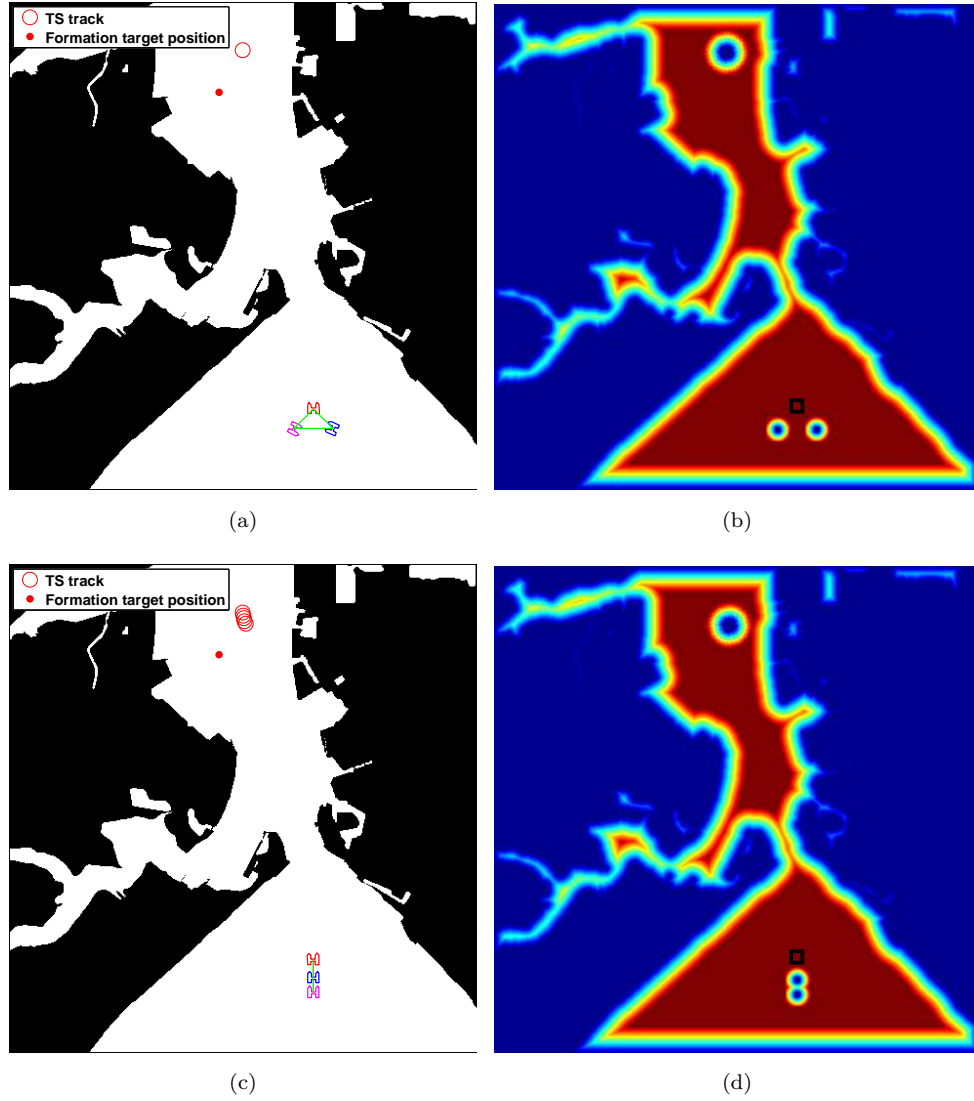 TS track
Formation target position
(a)
(b)
TS track
Formation target position
(c)
(d)